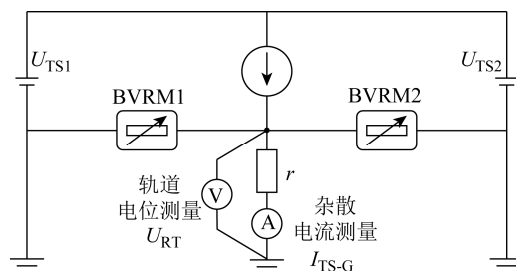 U_TS1
U_TS2
BVRM1
BVRM2
轨道
电位测量
U_RT
V
r
A
杂散
电流测量
I_TS-G